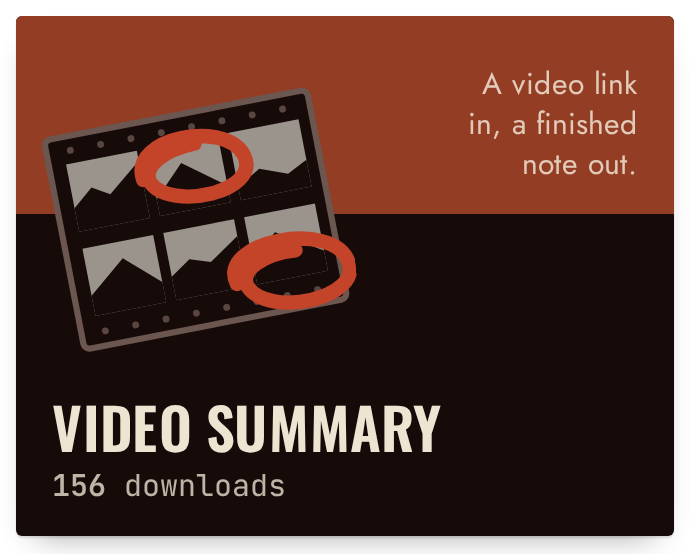 A video link
in, a finished
note out.
VIDEO SUMMARY
156 downloads